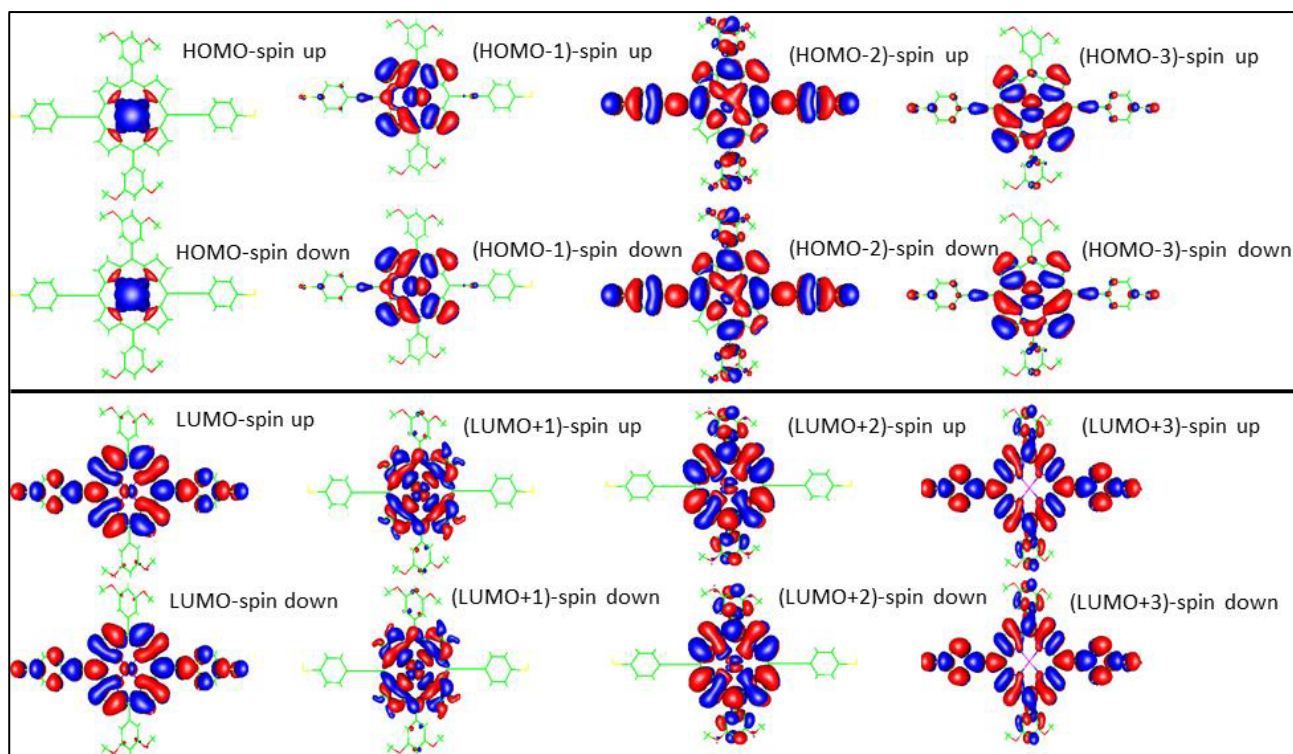 HOMO-spin up
(HOMO-1)-spin up
(HOMO-2)-spin up
(HOMO-3)-spin up
HOMO-spin down
(HOMO-1)-spin down
(HOMO-2)-spin down
(HOMO-3)-spin down
LUMO-spin up
(LUMO+1)-spin up
(LUMO+2)-spin up
(LUMO+3)-spin up
LUMO-spin down
(LUMO+1)-spin down
(LUMO+2)-spin down
(LUMO+3)-spin down